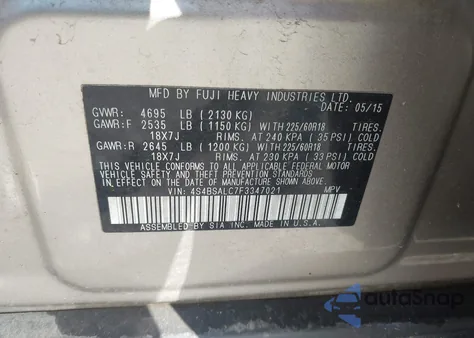 MFD BY FUJI HEAVY INDUSTRIES LTD.
DATE: 05/15
GVWR: 4695 LB (2130 KG)
GAWR:F 2535 LB (1150 KG) WITH 225/60R18 TIRES.
18X7J RIMS. AT 240 KPA (35 PSI) COLD
GAWR:R 2645 LB (1200 KG) WITH 225/60R18 TIRES.
18X7J RIMS. AT 230 KPA (33 PSI) COLD
THIS VEHICLE CONFORMS TO ALL APPLICABLE FEDERAL MOTOR
VEHICLE SAFETY AND THEFT PREVENTION STANDARDS IN EFFECT
ON THE DATE OF MANUFACTURE SHOWN ABOVE.
VIN: 4S4BSALC7F3347021 MPV
ASSEMBLED BY SIA INC. MADE IN U.S.A.
autoSnap